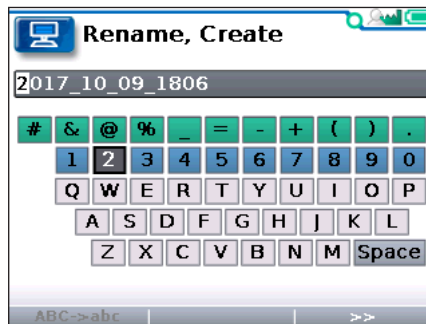 Rename, Create
2017_10_09_1806
# & @ % _ = - + ( ) .
1 2 3 4 5 6 7 8 9 0
Q W E R T Y U I O P
A S D F G H J K L
Z X C V B N M Space
ABC->abc >>